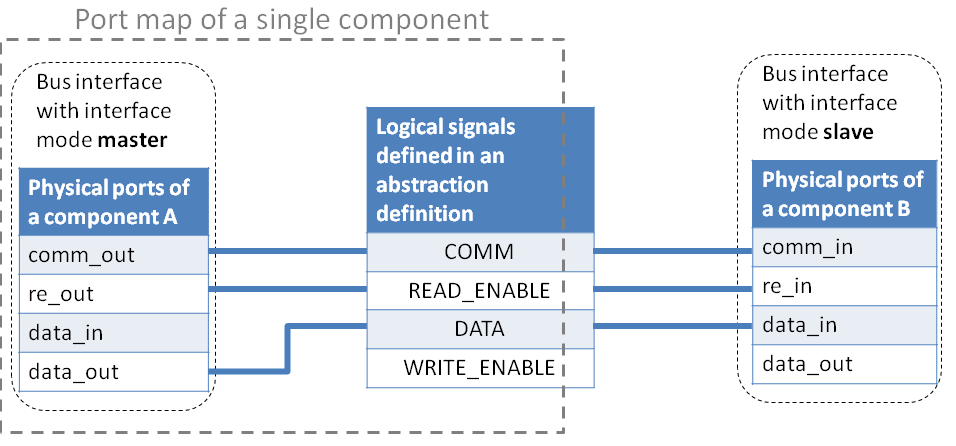 Port map of a single component
Bus interface
with interface
mode master
Physical ports of
a component A
comm_out
re_out
data_in
data_out
Logical signals
defined in an
abstraction
definition
COMM
READ_ENABLE
DATA
WRITE_ENABLE
Bus interface
with interface
mode slave
Physical ports of
a component B
comm_in
re_in
data_in
data_out